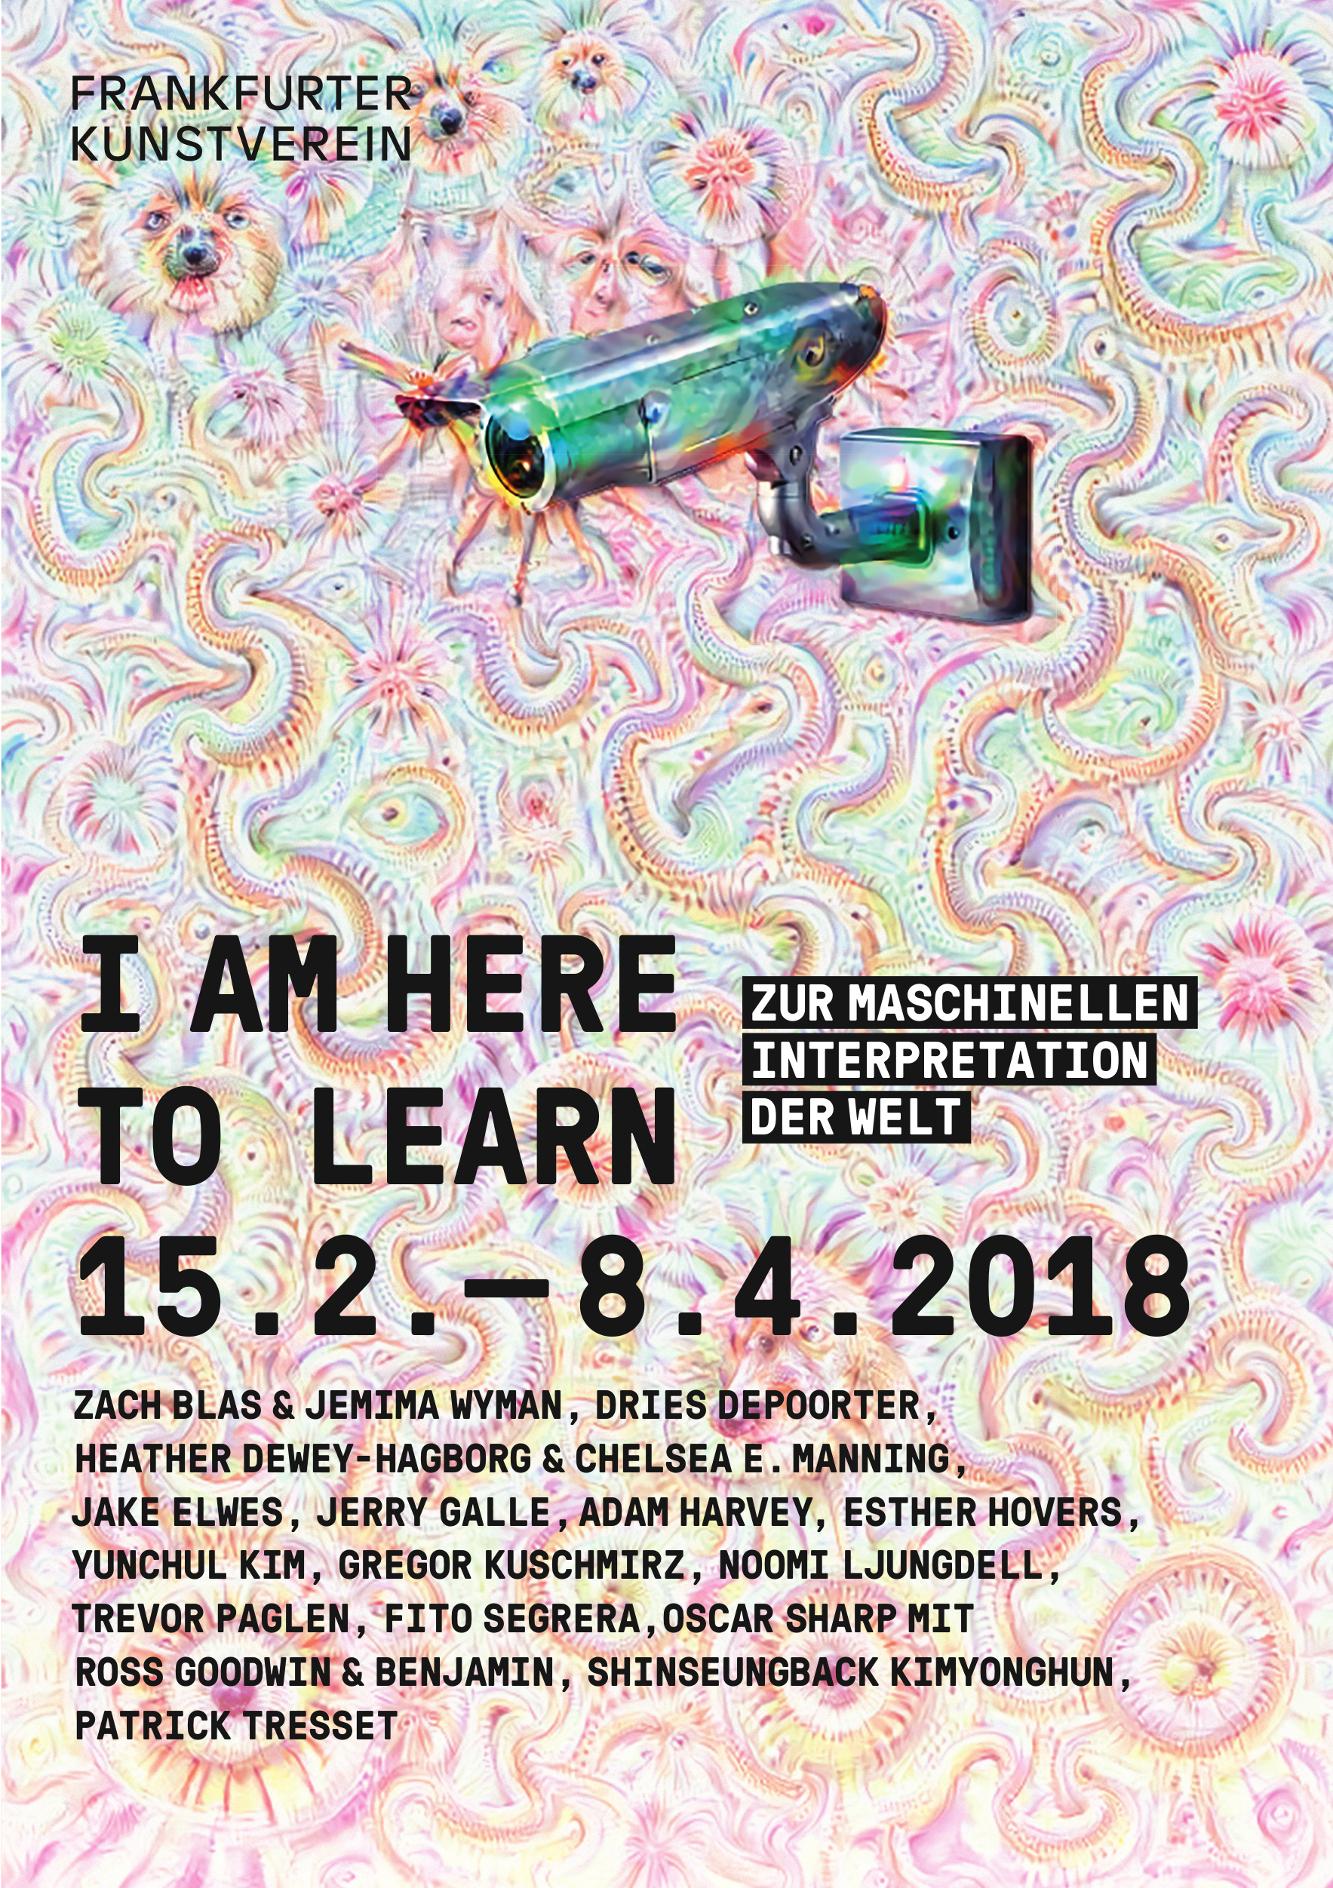 FRANKFURTER
KUNSTVEREIN
I AM HERE
TO LEARN
ZUR MASCHINELLEN
INTERPRETATION
DER WELT
15.2.—8.4.2018
ZACH BLAS & JEMIMA WYMAN, DRIES DEPOORTER,
HEATHER DEWEY-HAGBORG & CHELSEA E. MANNING,
JAKE ELWES, JERRY GALLE, ADAM HARVEY, ESTHER HOVERS,
YUNCHUL KIM, GREGOR KUSCHMIRZ, NOOMI LJUNGDELL,
TREVOR PAGLEN, FITO SEGRERA, OSCAR SHARP MIT
ROSS GOODWIN & BENJAMIN, SHINSEUNGBACK KIMYONGHUN,
PATRICK TRESSET